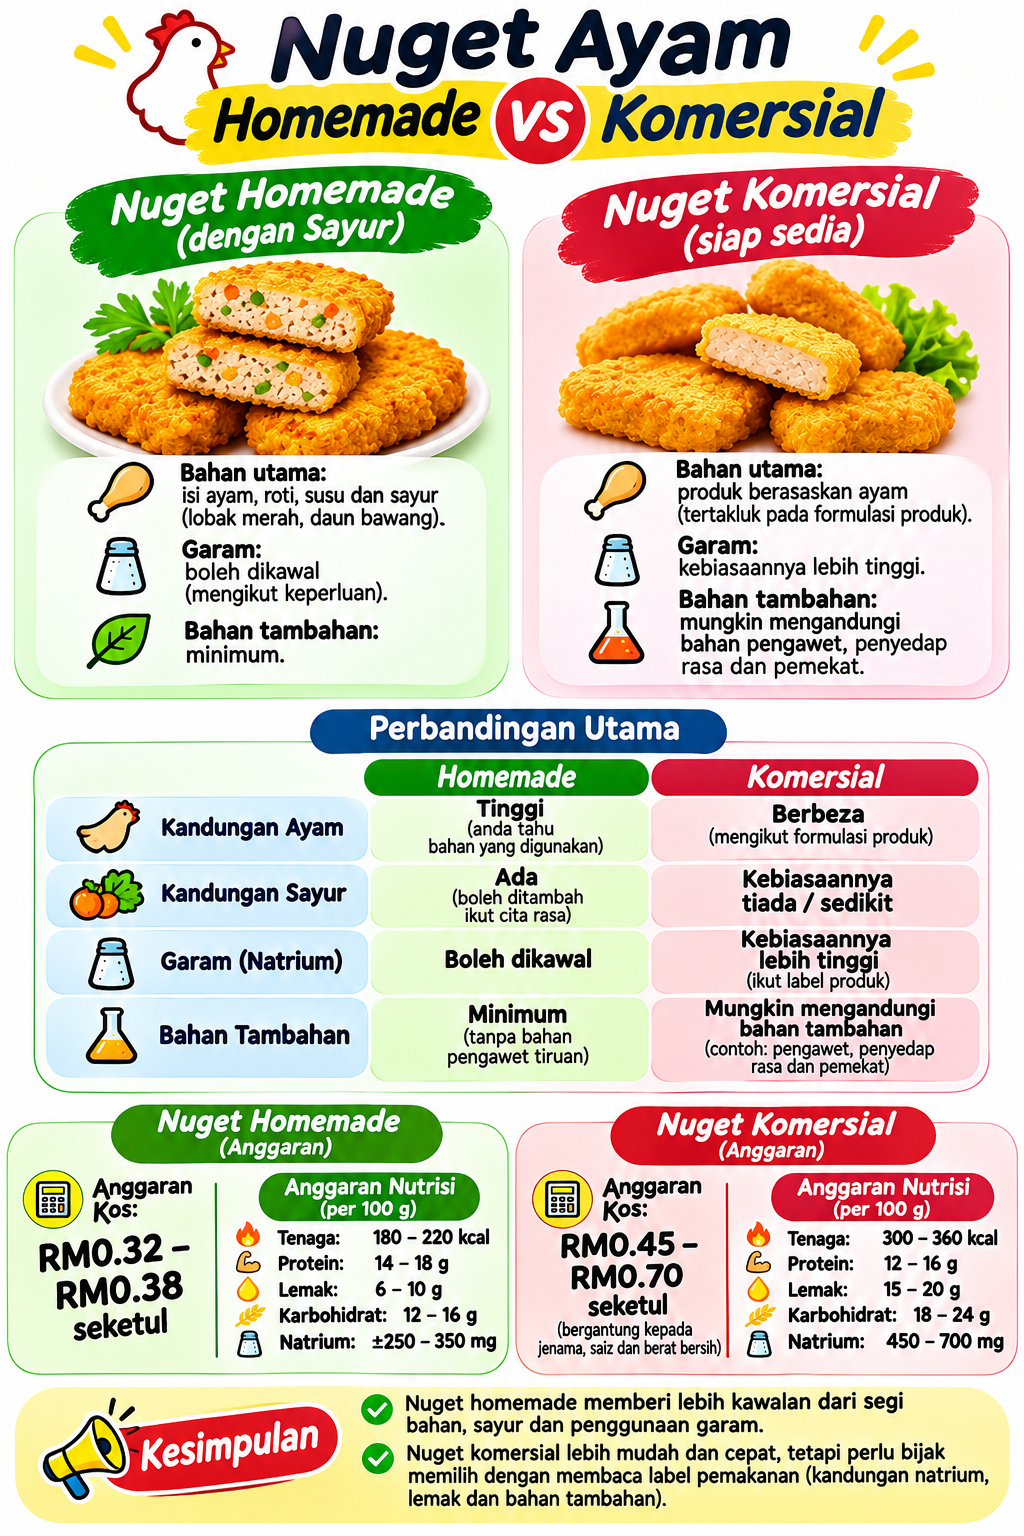 Nuget Ayam
Homemade VS Komersial
Nuget Homemade
(dengan Sayur)
Bahan utama:
isi ayam, roti, susu dan sayur
(lobak merah, daun bawang).
Garam:
boleh dikawal
(mengikut keperluan).
Bahan tambahan:
minimum.
Nuget Komersial
(siap sedia)
Bahan utama:
produk berasaskan ayam
(tertakluk pada formulasi produk).
Garam:
kebiasaannya lebih tinggi.
Bahan tambahan:
mungkin mengandungi
bahan pengawet, penyedap
rasa dan pemekat.
Perbandingan Utama
Homemade
Komersial
Kandungan Ayam
Tinggi
(anda tahu
bahan yang digunakan)
Berbeza
(mengikut formulasi produk)
Kandungan Sayur
Ada
(boleh ditambah
ikut cita rasa)
Kebiasaannya
tiada / sedikit
Garam (Natrium)
Boleh dikawal
Kebiasaannya
lebih tinggi
(ikut label produk)
Bahan Tambahan
Minimum
(tanpa bahan
pengawet tiruan)
Mungkin mengandungi
bahan tambahan
(contoh: pengawet, penyedap
rasa dan pemekat)
Nuget Homemade
(Anggaran)
Anggaran
Kos:
RM0.32 –
RM0.38
seketul
Anggaran Nutrisi
(per 100 g)
Tenaga: 180 – 220 kcal
Protein: 14 – 18 g
Lemak: 6 – 10 g
Karbohidrat: 12 – 16 g
Natrium: ±250 – 350 mg
Nuget Komersial
(Anggaran)
Anggaran
Kos:
RM0.45 –
RM0.70
seketul
(bergantung kepada
jenama, saiz dan berat bersih)
Anggaran Nutrisi
(per 100 g)
Tenaga: 300 – 360 kcal
Protein: 12 – 16 g
Lemak: 15 – 20 g
Karbohidrat: 18 – 24 g
Natrium: 450 – 700 mg
Kesimpulan
Nuget homemade memberi lebih kawalan dari segi
bahan, sayur dan penggunaan garam.
Nuget komersial lebih mudah dan cepat, tetapi perlu bijak
memilih dengan membaca label pemakanan (kandungan natrium,
lemak dan bahan tambahan).